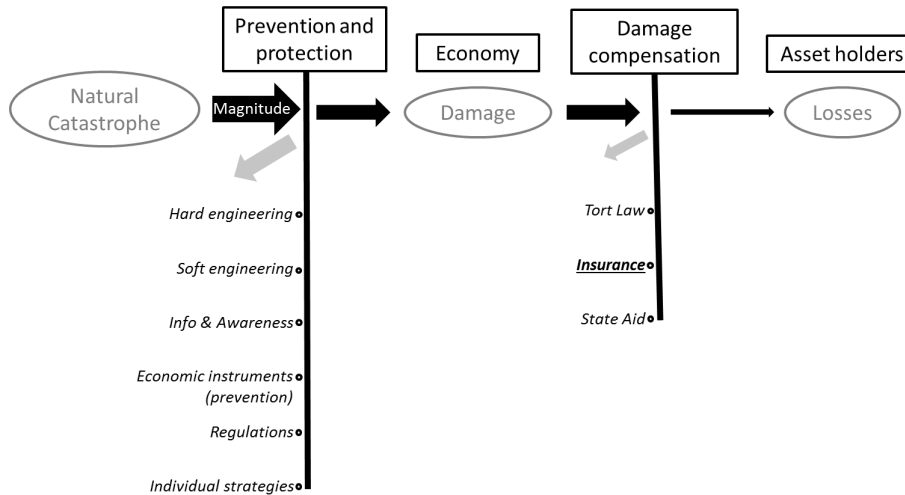 Prevention and
protection
Economy
Damage
compensation
Asset holders
Natural
Catastrophe
Magnitude
Damage
Losses
Hard engineering
Soft engineering
Info & Awareness
Economic instruments
(prevention)
Regulations
Individual strategies
Tort Law
Insurance
State Aid